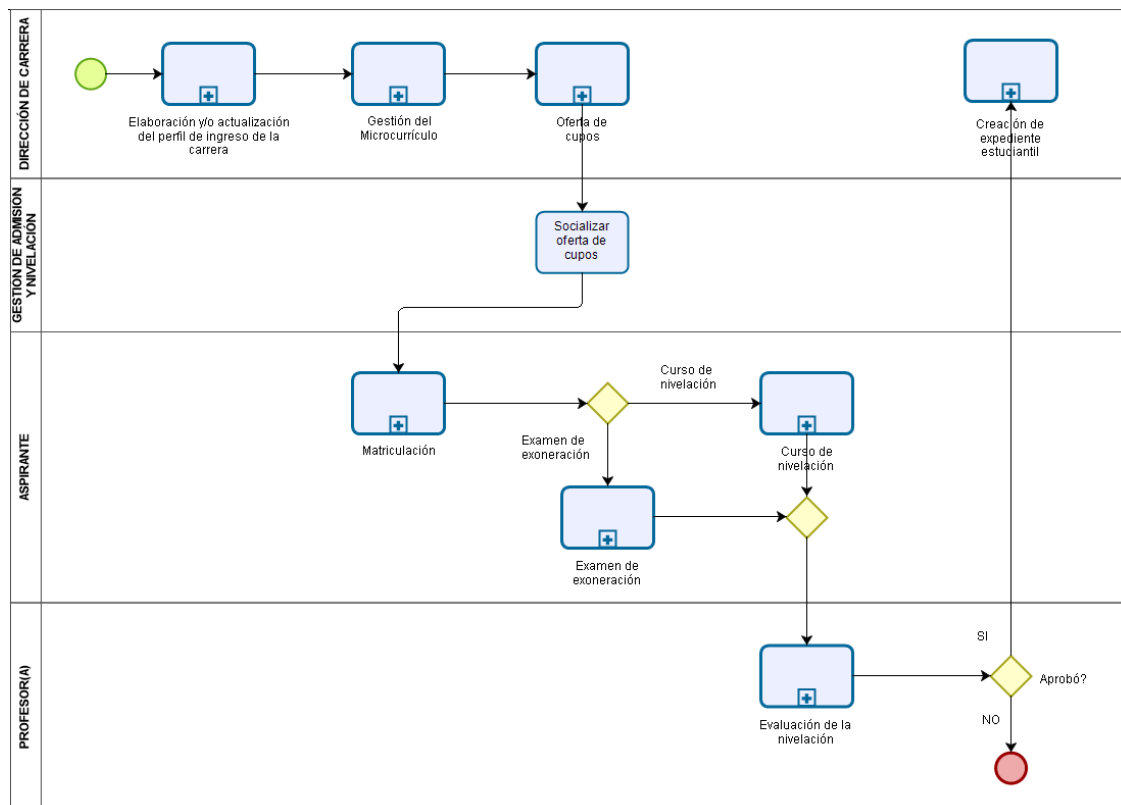 DIRECCIÓN DE CARRERA
Elaboración y/o actualización
del perfil de ingreso de la
carrera
Gestión del
Microcurrículo
Oferta de
cupos
Creación de
expediente
estudiantil
GESTION DE ADMISION
Y NIVELACIÓN
Socializar
oferta de
cupos
ASPIRANTE
Matriculación
Curso de
nivelación
Examen de
exoneración
Curso de
nivelación
Examen de
exoneración
PROFESOR(A)
Evaluación de la
nivelación
SI
Aprobó?
NO